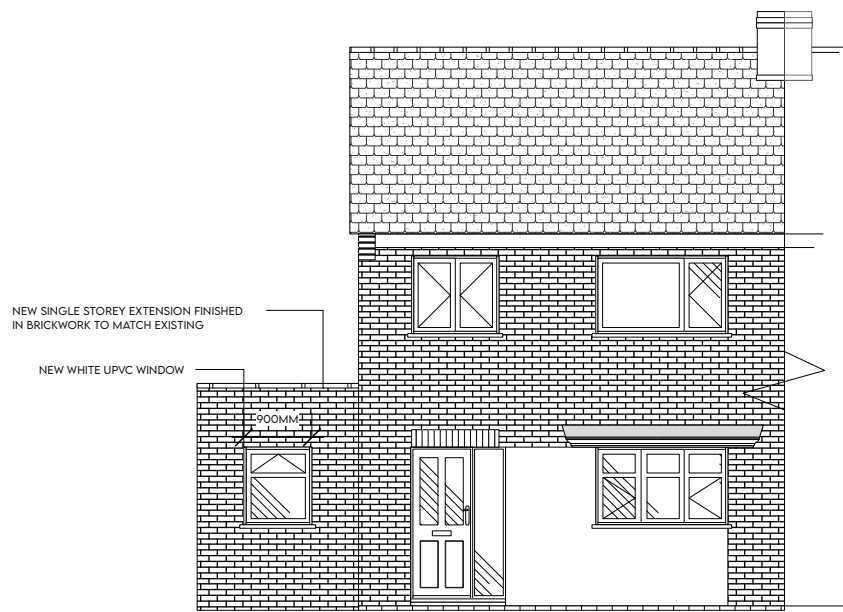 NEW SINGLE STOREY EXTENSION FINISHED
IN BRICKWORK TO MATCH EXISTING
NEW WHITE UPVC WINDOW
900MM